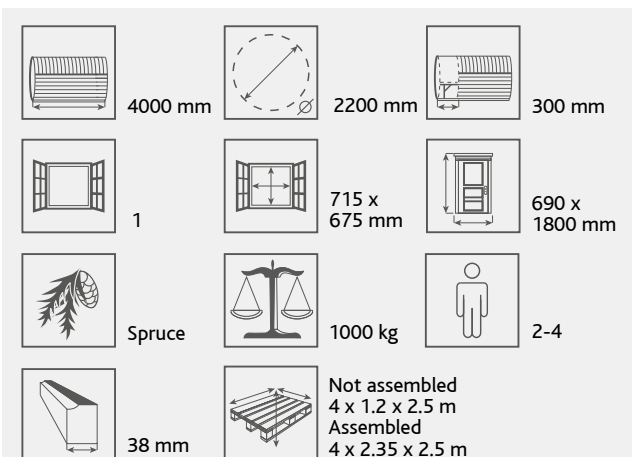 4000 mm
2200 mm
300 mm
1
715 x
675 mm
690 x
1800 mm
Spruce
1000 kg
2-4
38 mm
Not assembled
4 x 1.2 x 2.5 m
Assembled
4 x 2.35 x 2.5 m